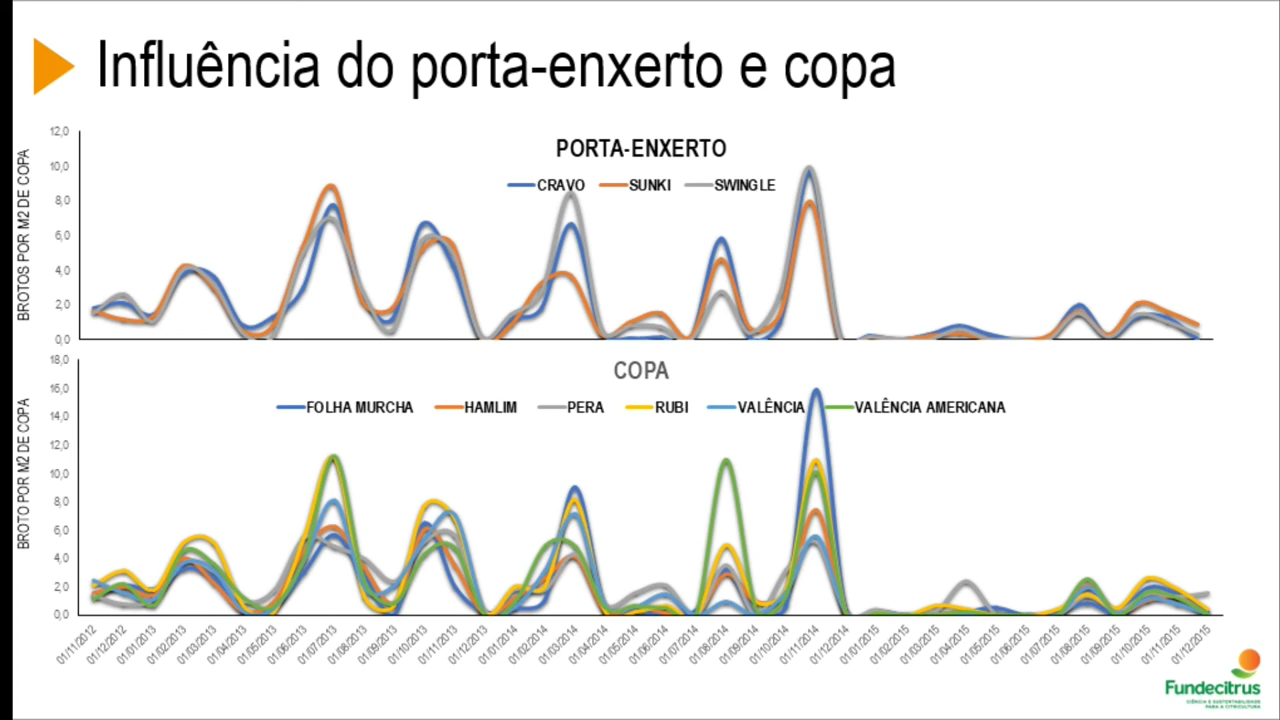 Influência do porta-enxerto e copa
PORTA-ENXERTO
CRAVO SUNKI SWINGLE
BROTOS POR M2 DE COPA
12,0
10,0
8,0
6,0
4,0
2,0
0,0
COPA
FOLHA MURCHA HAMLIM PERA RUBI VALÊNCIA VALÊNCIA AMERICANA
BROTO POR M2 DE COPA
18,0
16,0
14,0
12,0
10,0
8,0
6,0
4,0
2,0
0,0
01/11/2012 01/12/2012 01/01/2013 01/02/2013 01/03/2013 01/04/2013 01/05/2013 01/06/2013 01/07/2013 01/08/2013 01/09/2013 01/10/2013 01/11/2013 01/12/2013 01/01/2014 01/02/2014 01/03/2014 01/04/2014 01/05/2014 01/06/2014 01/07/2014 01/08/2014 01/09/2014 01/10/2014 01/11/2014 01/12/2014 01/01/2015 01/02/2015 01/03/2015 01/04/2015 01/05/2015 01/06/2015 01/07/2015 01/08/2015 01/09/2015 01/10/2015 01/11/2015 01/12/2015
Fundecitrus
CIÊNCIA E SUSTENTABILIDADE
PARA A CITRICULTURA